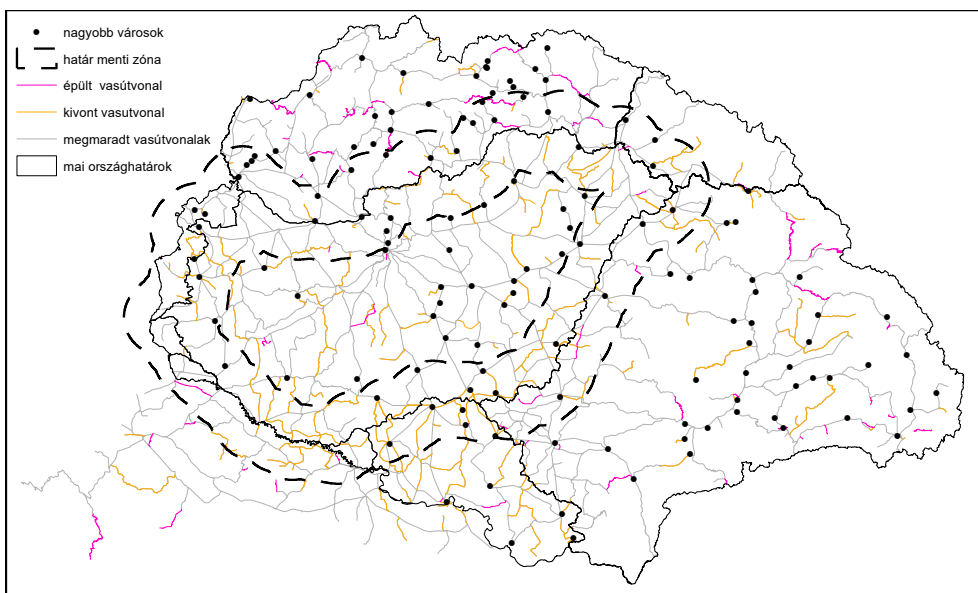 nagyobb városok
határ menti zóna
épült vasútvonal
kivont vasutvonal
megmaradt vasútvonalak
mai országhatárok